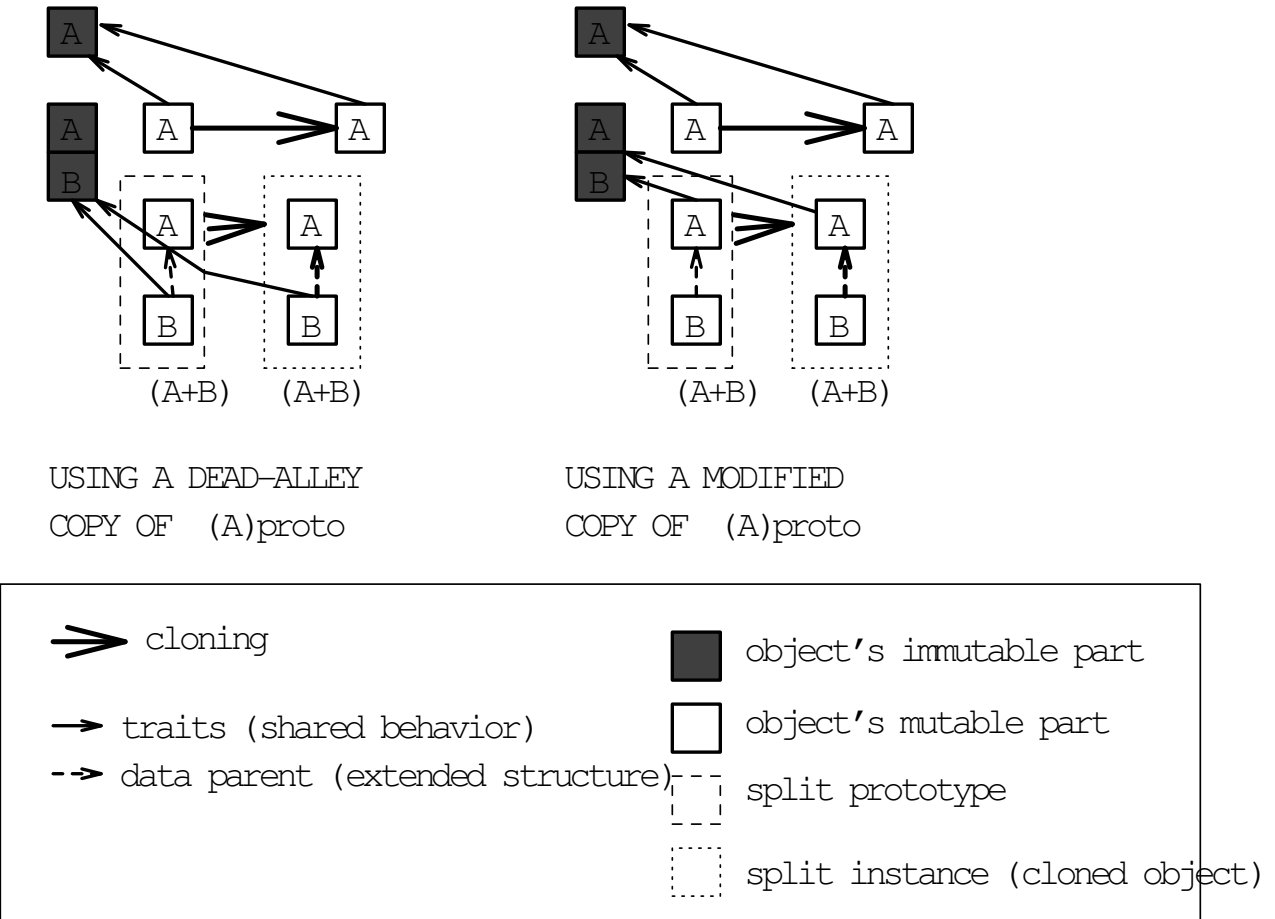 A A
A A A A A A
B B
A A A A
B B B B
(A+B) (A+B) (A+B) (A+B)
USING A DEAD-ALLEY
COPY OF (A)proto
USING A MODIFIED
COPY OF (A)proto
cloning
traits (shared behavior)
data parent (extended structure)
object's immutable part
object's mutable part
split prototype
split instance (cloned object)